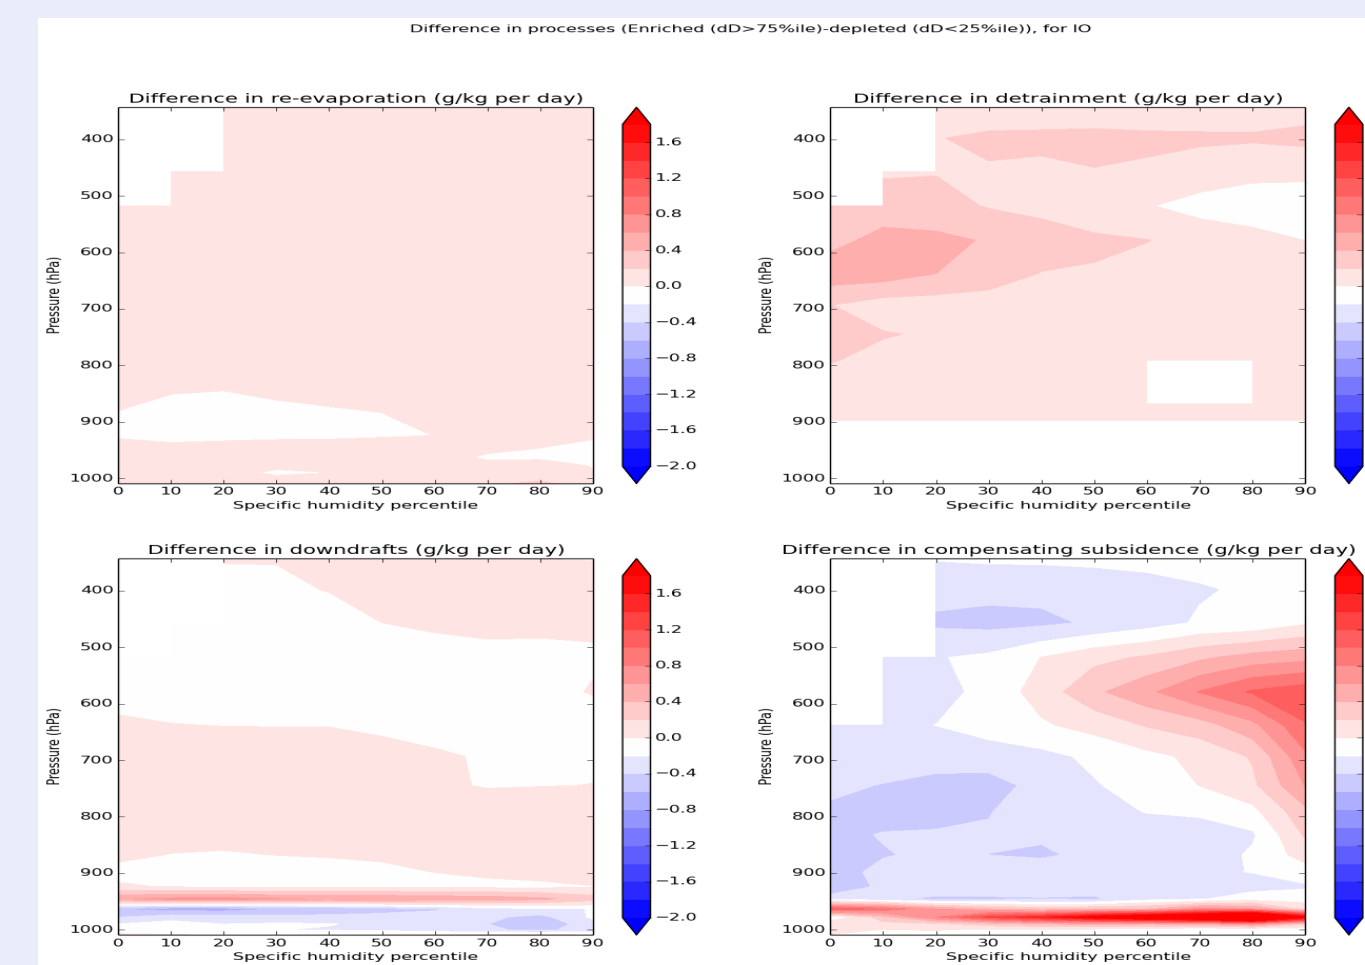 Difference in processes (Enriched (dD>75%ile)-depleted (dD<25%ile)), for IO
Difference in re-evaporation (g/kg per day)
400
500
600
700
800
900
1000
Pressure (hPa)
0 10 20 30 40 50 60 70 80 90
Specific humidity percentile
1.6
1.2
0.8
0.4
0.0
−0.4
−0.8
−1.2
−1.6
−2.0
Difference in detrainment (g/kg per day)
400
500
600
700
800
900
1000
Pressure (hPa)
0 10 20 30 40 50 60 70 80 90
Specific humidity percentile
Difference in downdrafts (g/kg per day)
400
500
600
700
800
900
1000
Pressure (hPa)
0 10 20 30 40 50 60 70 80 90
Specific humidity percentile
1.6
1.2
0.8
0.4
0.0
−0.4
−0.8
−1.2
−1.6
−2.0
Difference in compensating subsidence (g/kg per day)
400
500
600
700
800
900
1000
Pressure (hPa)
0 10 20 30 40 50 60 70 80 90
Specific humidity percentile